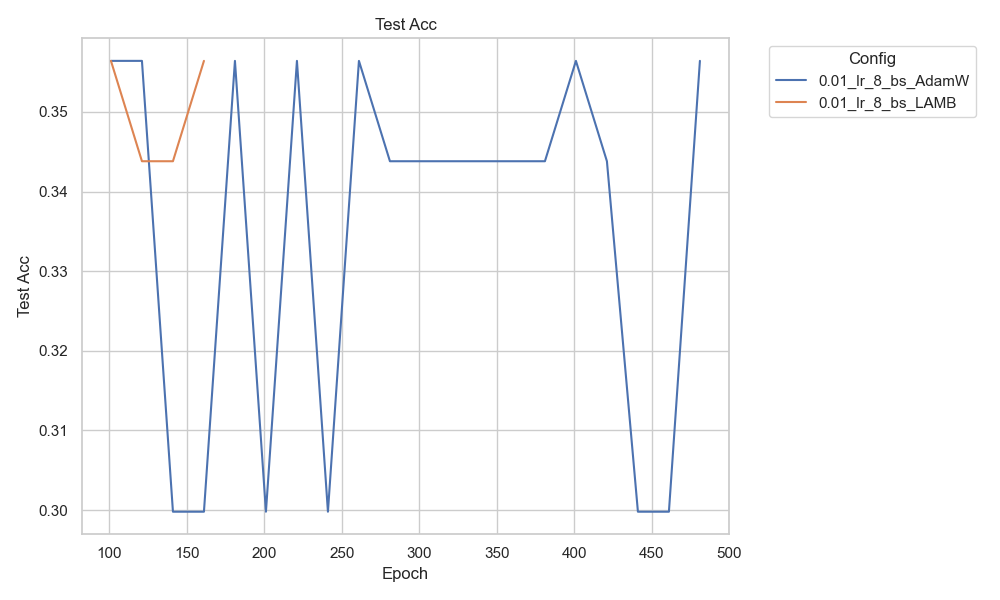 Test Acc
Config
0.01_lr_8_bs_AdamW
0.01_lr_8_bs_LAMB
Test Acc
0.35
0.34
0.33
0.32
0.31
0.30
100 150 200 250 300 350 400 450 500
Epoch